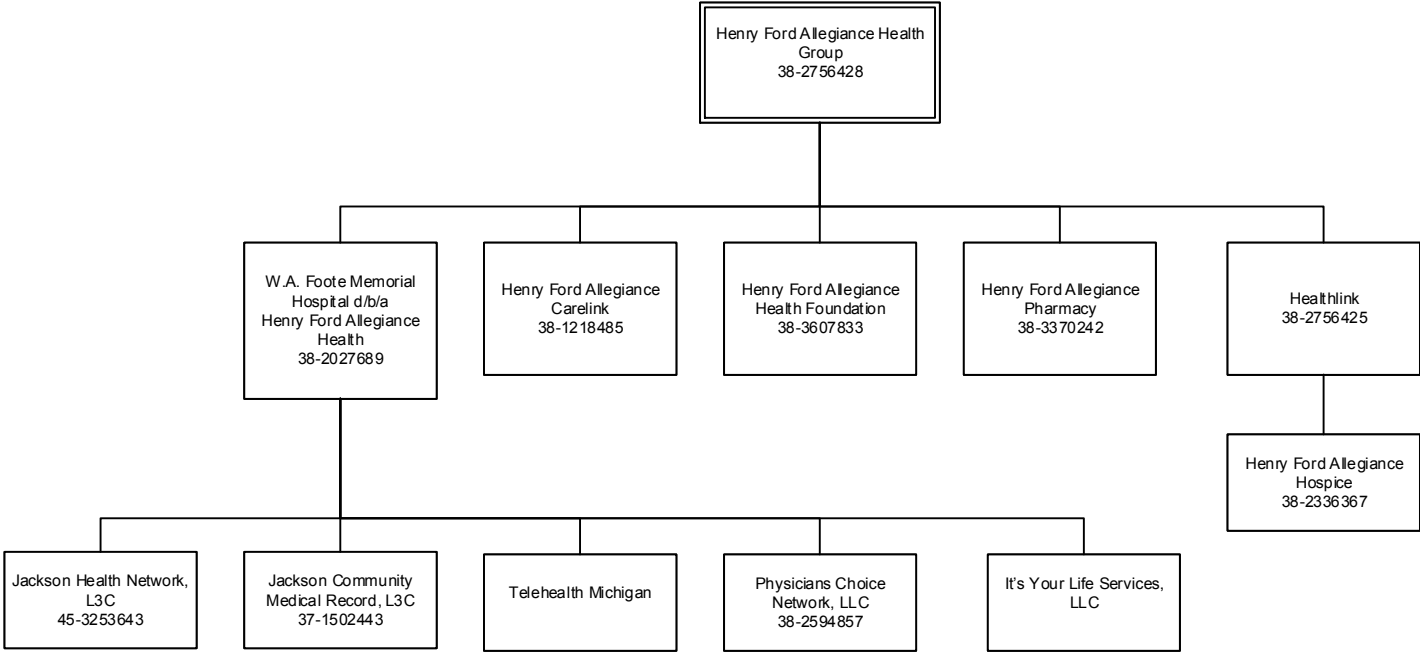 Henry Ford Allegiance Health
Group
38-2756428
W.A. Foote Memorial
Hospital d/b/a
Henry Ford Allegiance
Health
38-2027689
Henry Ford Allegiance
Carelink
38-1218485
Henry Ford Allegiance
Health Foundation
38-3607833
Henry Ford Allegiance
Pharmacy
38-3370242
Healthlink
38-2756425
Henry Ford Allegiance
Hospice
38-2336367
Jackson Health Network,
L3C
45-3253643
Jackson Community
Medical Record, L3C
37-1502443
Telehealth Michigan
Physicians Choice
Network, LLC
38-2594857
It's Your Life Services,
LLC